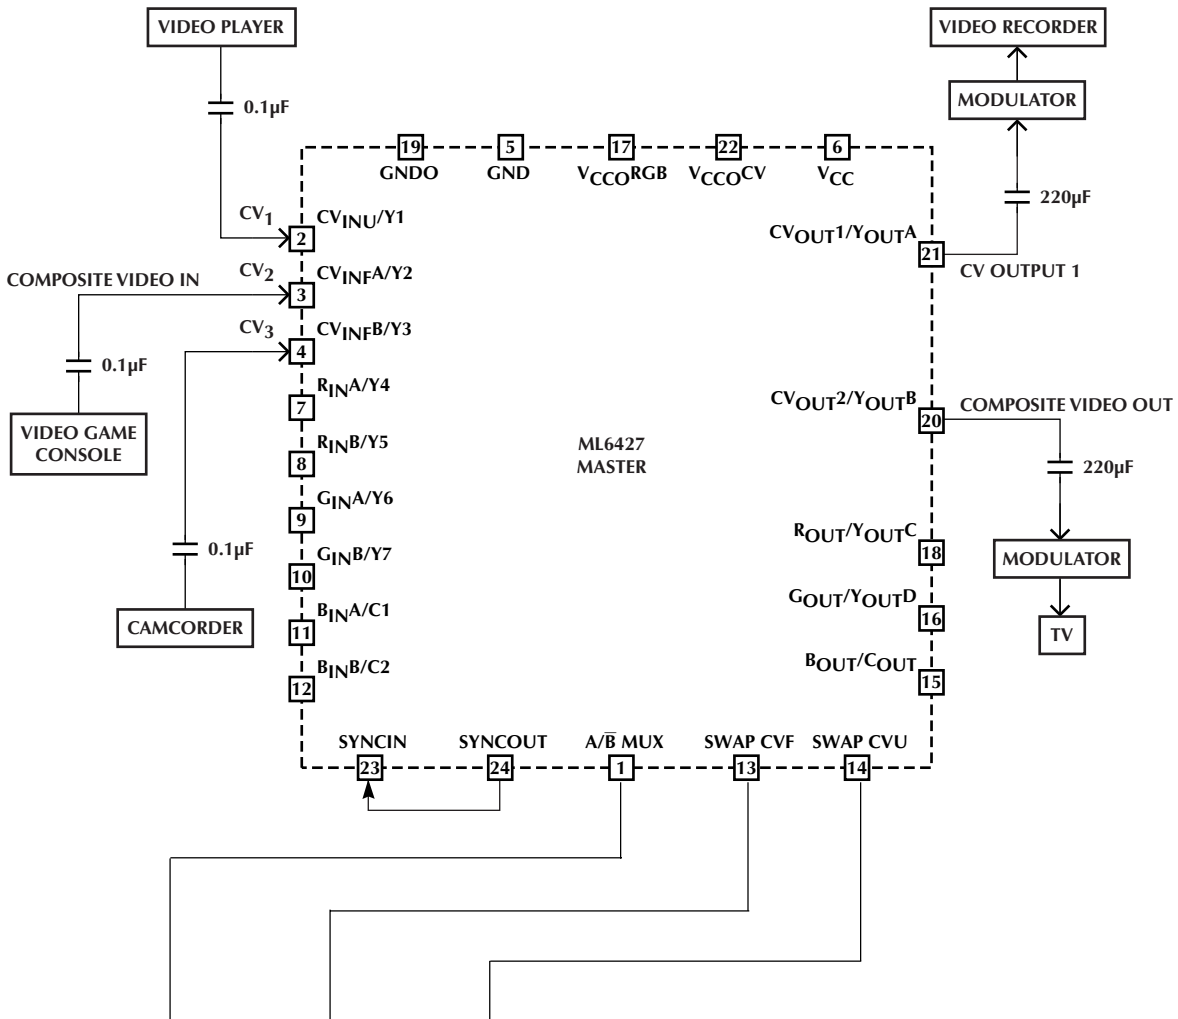 VIDEO PLAYER
VIDEO RECORDER
0.1µF
MODULATOR
19
5
17
22
6
GNDO
GND
VCCORGB
VCCOCV
VCC
220µF
CV1
CVINU/Y1
2
CVOUT1/YOUTA
21
CV OUTPUT 1
COMPOSITE VIDEO IN
CV2
CVINFA/Y2
3
CV3
CVINFB/Y3
4
0.1µF
RINA/Y4
7
CVOUT2/YOUTB
20
COMPOSITE VIDEO OUT
VIDEO GAME
CONSOLE
RINB/Y5
8
ML6427
MASTER
220µF
GINA/Y6
9
0.1µF
GINB/Y7
10
ROUT/YOUTC
18
MODULATOR
CAMCORDER
BINA/C1
11
GOUT/YOUTD
16
TV
BINB/C2
12
BOUT/COUT
15
SYNCIN
SYNCOUT
A/B̅ MUX
SWAP CVF
SWAP CVU
23
24
1
13
14